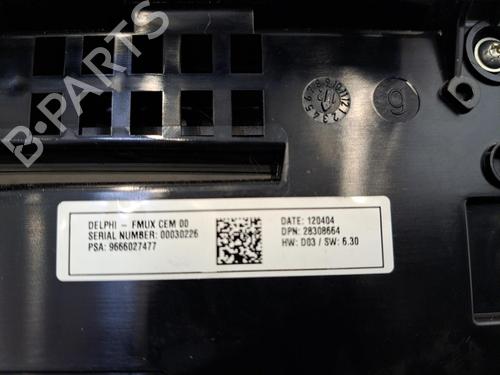 B-PARTS
DELPHI - FMUX CEM 00
SERIAL NUMBER: 00030226
PSA: 9666027477
DATE: 120404
DPN: 28308664
HW: D03 / SW: 6.30